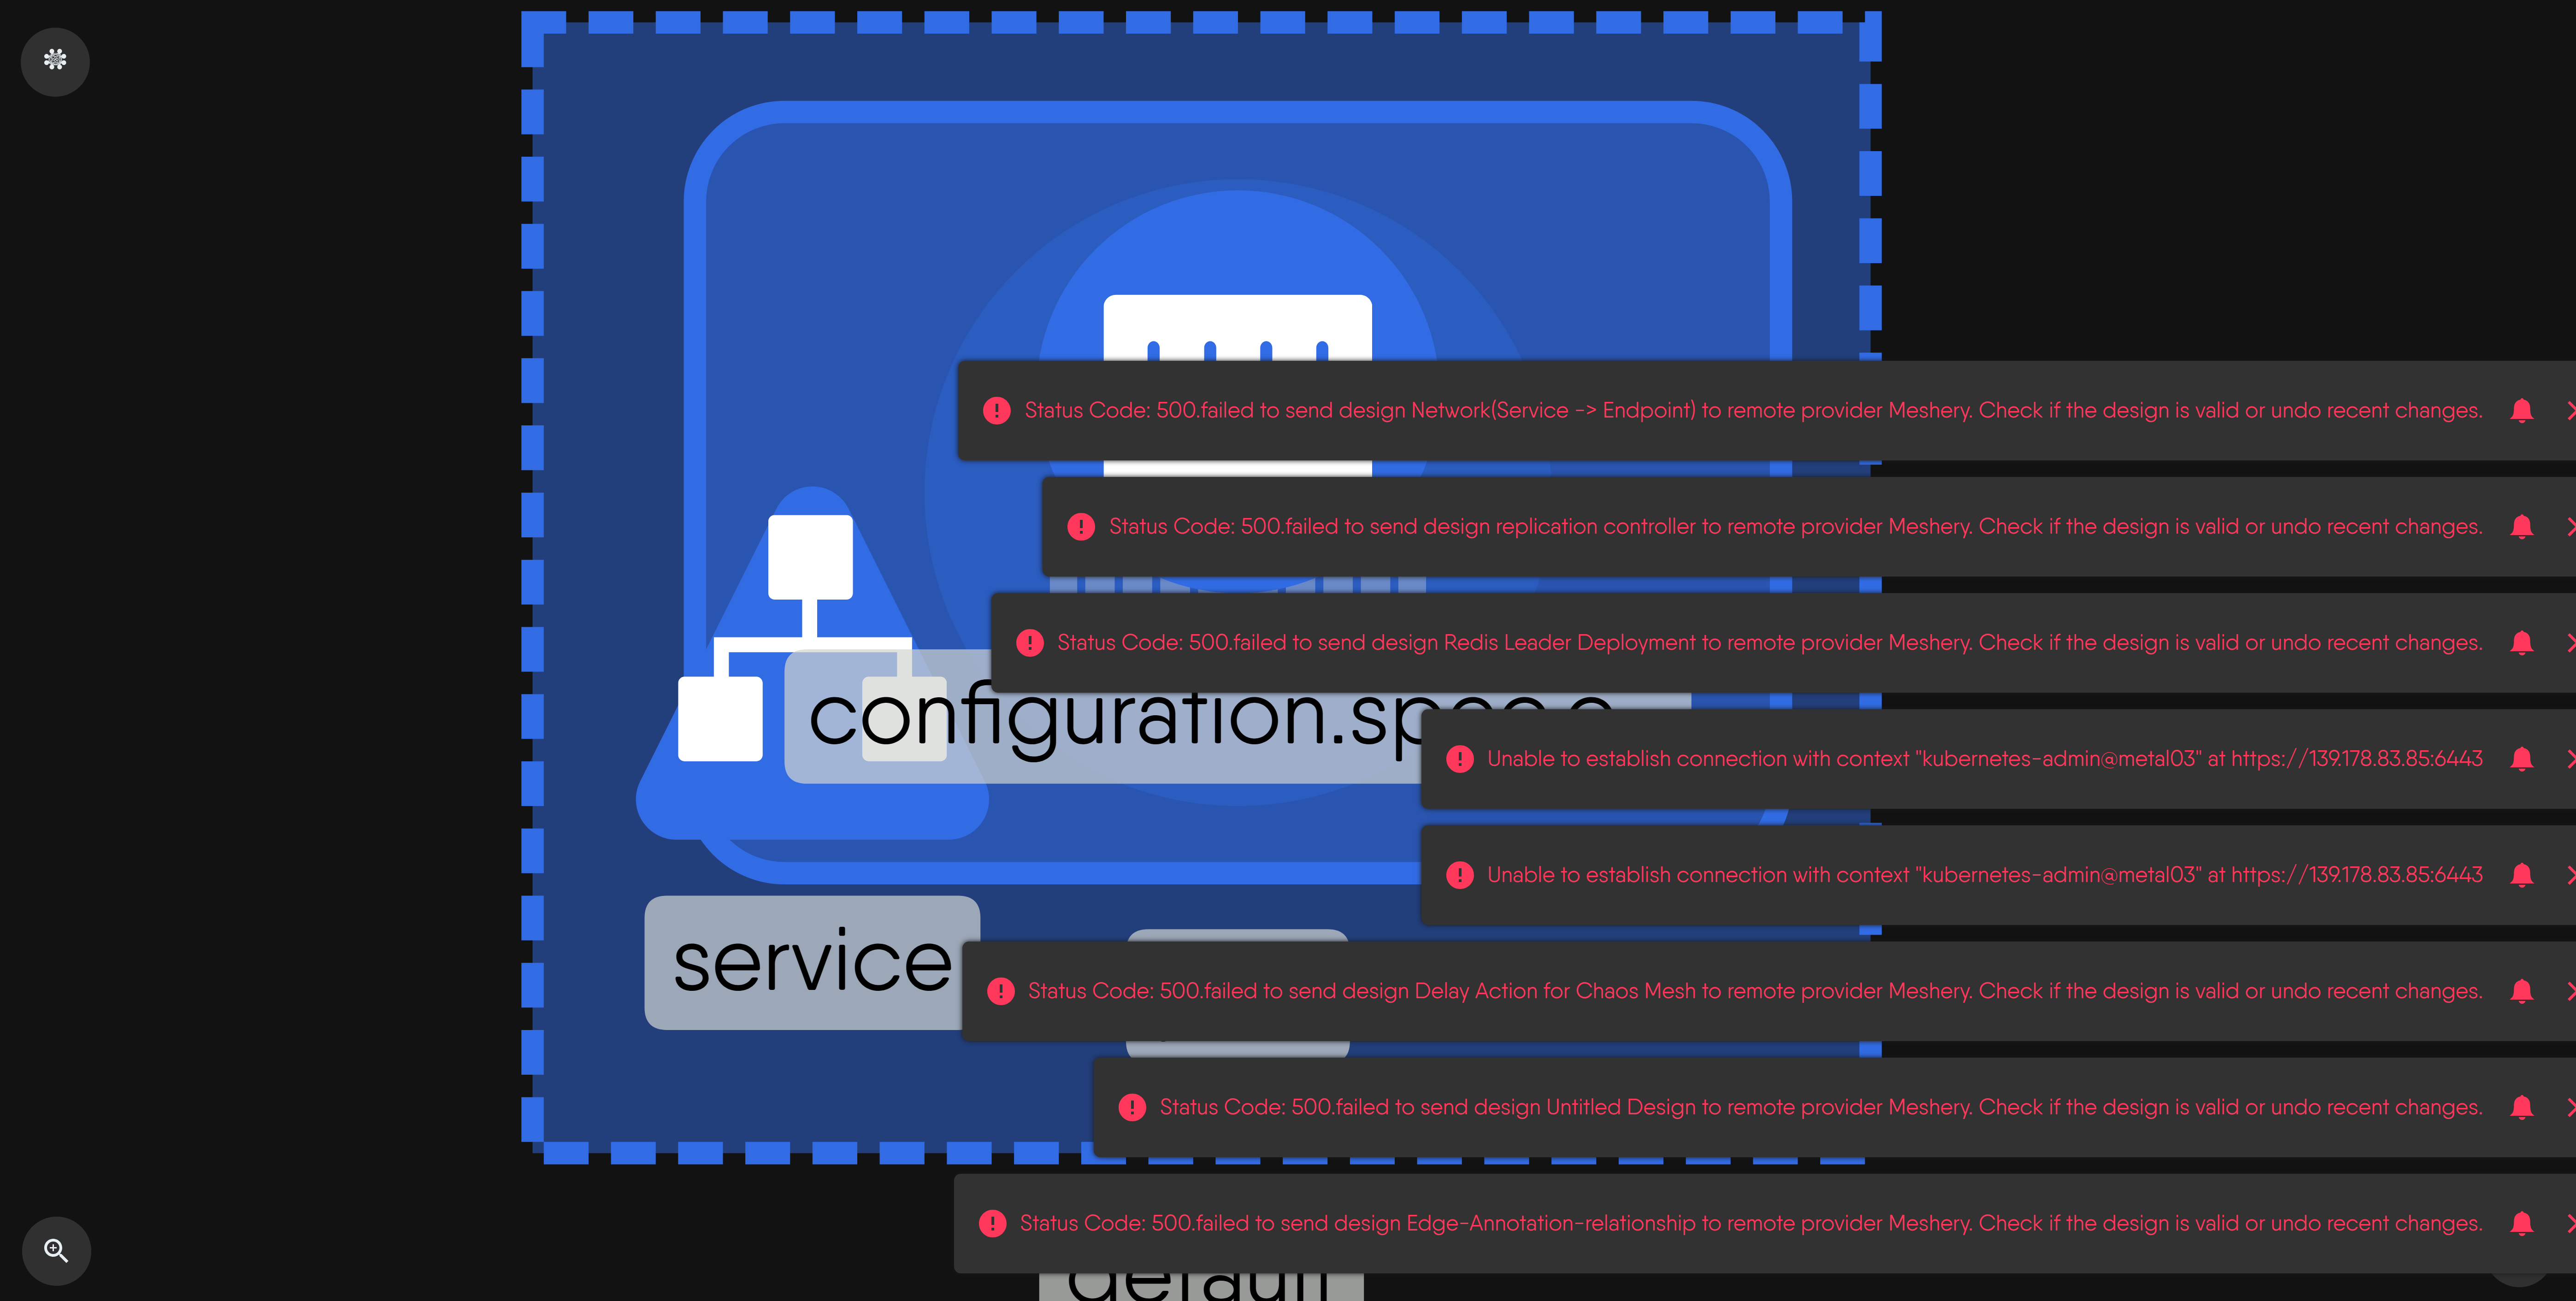 Status Code: 500.failed to send design Network(Service -> Endpoint) to remote provider Meshery. Check if the design is valid or undo recent changes.
Status Code: 500.failed to send design replication controller to remote provider Meshery. Check if the design is valid or undo recent changes.
Status Code: 500.failed to send design Redis Leader Deployment to remote provider Meshery. Check if the design is valid or undo recent changes.
configuration.spec.c
Unable to establish connection with context "kubernetes-admin@metal03" at https://139.178.83.85:6443
Unable to establish connection with context "kubernetes-admin@metal03" at https://139.178.83.85:6443
service
Status Code: 500.failed to send design Delay Action for Chaos Mesh to remote provider Meshery. Check if the design is valid or undo recent changes.
Status Code: 500.failed to send design Untitled Design to remote provider Meshery. Check if the design is valid or undo recent changes.
Status Code: 500.failed to send design Edge-Annotation-relationship to remote provider Meshery. Check if the design is valid or undo recent changes.
default